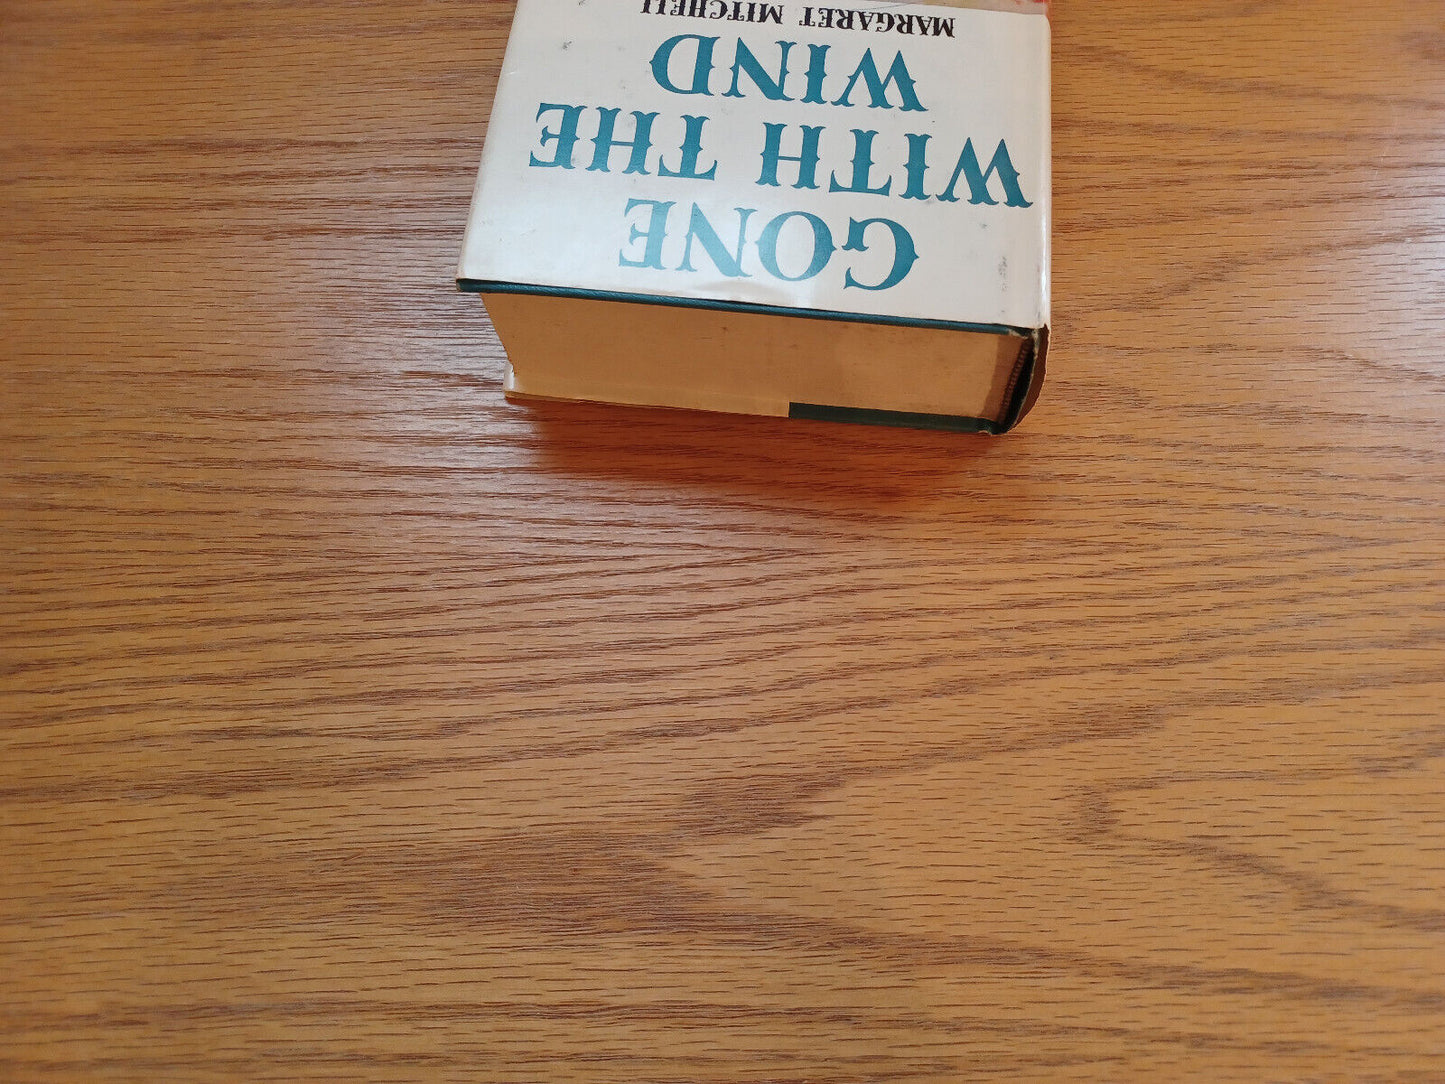 GONE
WITH THE
WIND
MARGARET MITCHELL